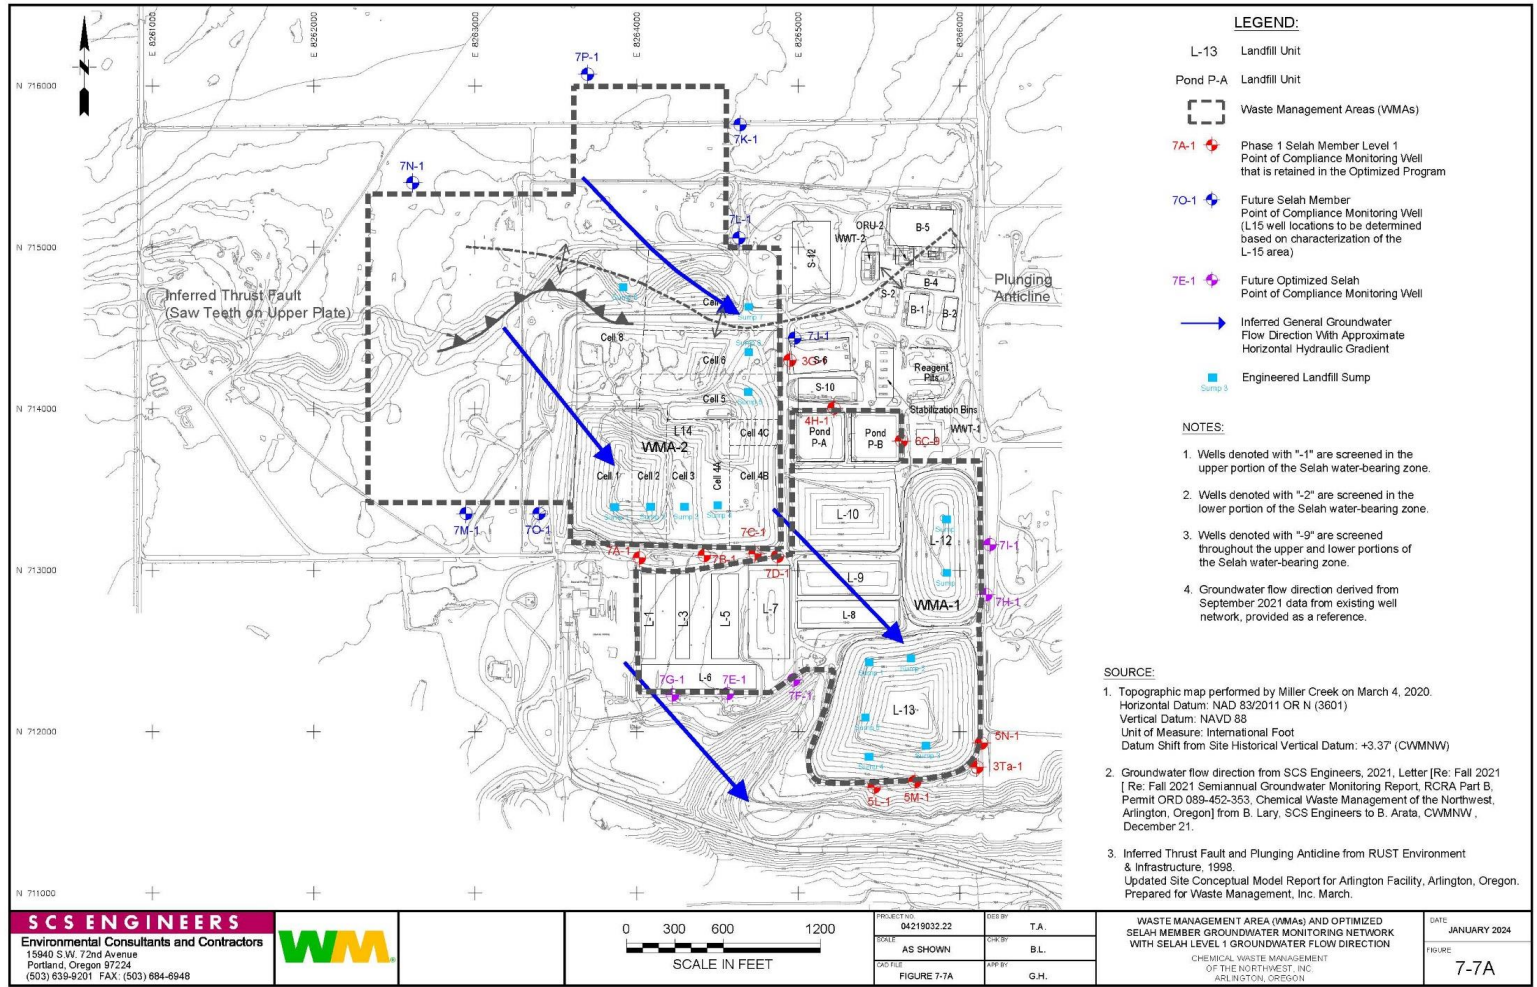 E 8261000
E 8262000
E 8263000
E 8264000
E 8265000
E 8266000
N 716000
N 715000
N 714000
N 713000
N 712000
N 711000
7P-1
7K-1
7N-1
7L-1
ORU-2
WWT-2
B-5
S-12
S-2
B-4
B-1
B-2
Plunging
Anticline
Inferred Thrust Fault
(Saw Teeth on Upper Plate)
Sump 7
Cell 8
Cell 6
7J-1
3G-
S-6
Reagent
Pits
S-10
Cell 5
Stabilization Bins
4H-1
WWT-1
L14
Cell 4C
Pond
P-A
Pond
P-B
6C-9
WMA-2
Cell 1
Cell 2
Cell 3
Cell 4A
Cell 4B
7M-1
7O-1
L-10
L-12
Sump
Sump
7C-1
7A-1
7B-1
7D-1
7I-1
L-9
7H-1
WMA-1
L-8
L-1
L-3
L-5
L-7
L-6
7G-1
7E-1
7F-1
L-13
5N-1
3Ta-1
5L-1
5M-1
LEGEND:
L-13 Landfill Unit
Pond P-A Landfill Unit
Waste Management Areas (WMAs)
7A-1 Phase 1 Selah Member Level 1
Point of Compliance Monitoring Well
that is retained in the Optimized Program
7O-1 Future Selah Member
Point of Compliance Monitoring Well
(L15 well locations to be determined
based on characterization of the
L-15 area)
7E-1 Future Optimized Selah
Point of Compliance Monitoring Well
Inferred General Groundwater
Flow Direction With Approximate
Horizontal Hydraulic Gradient
Engineered Landfill Sump
Sump 3
NOTES:
1. Wells denoted with "-1" are screened in the
upper portion of the Selah water-bearing zone.
2. Wells denoted with "-2" are screened in the
lower portion of the Selah water-bearing zone.
3. Wells denoted with "-9" are screened
throughout the upper and lower portions of
the Selah water-bearing zone.
4. Groundwater flow direction derived from
September 2021 data from existing well
network, provided as a reference.
SOURCE:
1. Topographic map performed by Miller Creek on March 4, 2020.
Horizontal Datum: NAD 83/2011 OR N (3601)
Vertical Datum: NAVD 88
Unit of Measure: International Foot
Datum Shift from Site Historical Vertical Datum: +3.37' (CWMNW)
2. Groundwater flow direction from SCS Engineers, 2021, Letter [Re: Fall 2021
[ Re: Fall 2021 Semiannual Groundwater Monitoring Report, RCRA Part B,
Permit ORD 089-452-353, Chemical Waste Management of the Northwest,
Arlington, Oregon] from B. Lary, SCS Engineers to B. Arata, CWMNW ,
December 21.
3. Inferred Thrust Fault and Plunging Anticline from RUST Environment
& Infrastructure, 1998.
Updated Site Conceptual Model Report for Arlington Facility, Arlington, Oregon.
Prepared for Waste Management, Inc. March.
SCS ENGINEERS
Environmental Consultants and Contractors
15940 S.W. 72nd Avenue
Portland, Oregon 97224
(503) 639-9201 FAX: (503) 684-6948
WM
0 300 600 1200
SCALE IN FEET
PROJECT NO.
04219032.22
SCALE
AS SHOWN
CAD FILE
FIGURE 7-7A
DES BY
T.A.
CHK BY
B.L.
APP BY
G.H.
WASTE MANAGEMENT AREA (WMAs) AND OPTIMIZED
SELAH MEMBER GROUNDWATER MONITORING NETWORK
WITH SELAH LEVEL 1 GROUNDWATER FLOW DIRECTION
CHEMICAL WASTE MANAGEMENT
OF THE NORTHWEST, INC.
ARLINGTON, OREGON
DATE
JANUARY 2024
FIGURE
7-7A